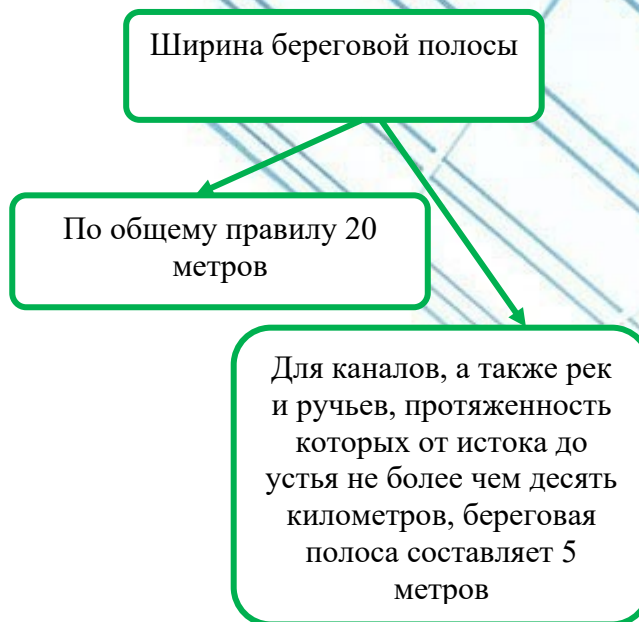 Ширина береговой полосы
По общему правилу 20
метров
Для каналов, а также рек
и ручьев, протяженность
которых от истока до
устья не более чем десять
километров, береговая
полоса составляет 5
метров